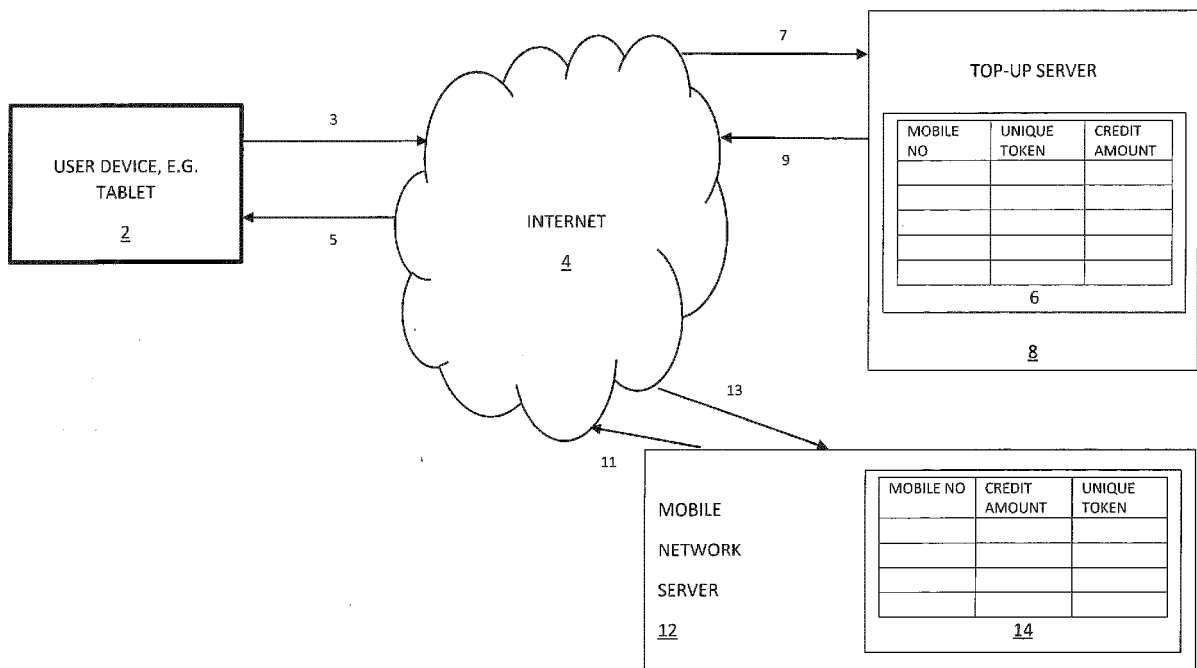 7
TOP-UP SERVER
3
MOBILE NO
UNIQUE TOKEN
CREDIT AMOUNT
9
USER DEVICE, E.G.
TABLET
2
5
INTERNET
4
6
8
13
11
MOBILE
NETWORK
SERVER
12
MOBILE NO
CREDIT AMOUNT
UNIQUE TOKEN
14